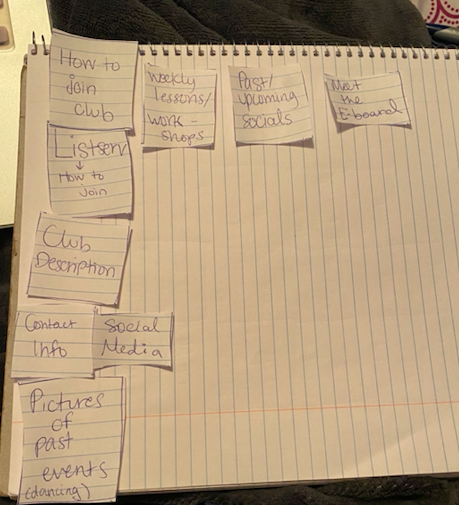 How to
join
club
Weekly
lessons/
work-
shops
Past/
upcoming
socials
Meet
the
E-board
Listserv
How to
join
Club
Description
Contact
Info
Social
Media
Pictures
of
past
events
(dancing)